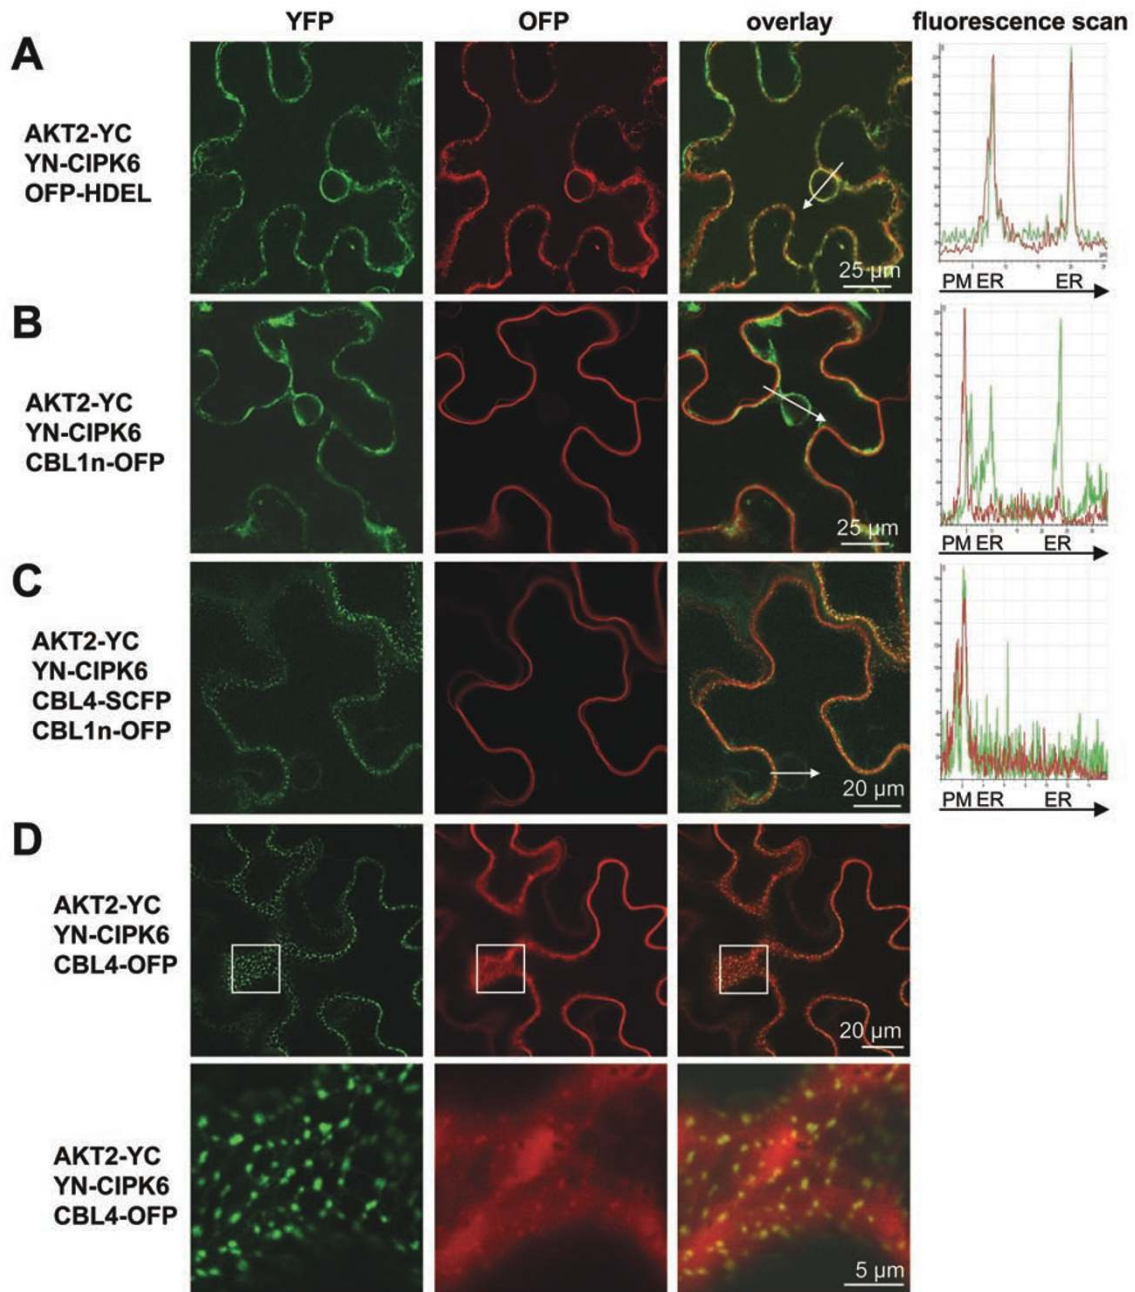 YFP OFP overlay fluorescence scan
A
AKT2-YC
YN-CIPK6
OFP-HDEL
25 µm
PM ER ER
B
AKT2-YC
YN-CIPK6
CBL1n-OFP
25 µm
PM ER ER
C
AKT2-YC
YN-CIPK6
CBL4-SCFP
CBL1n-OFP
20 µm
PM ER ER
D
AKT2-YC
YN-CIPK6
CBL4-OFP
20 µm
AKT2-YC
YN-CIPK6
CBL4-OFP
5 µm